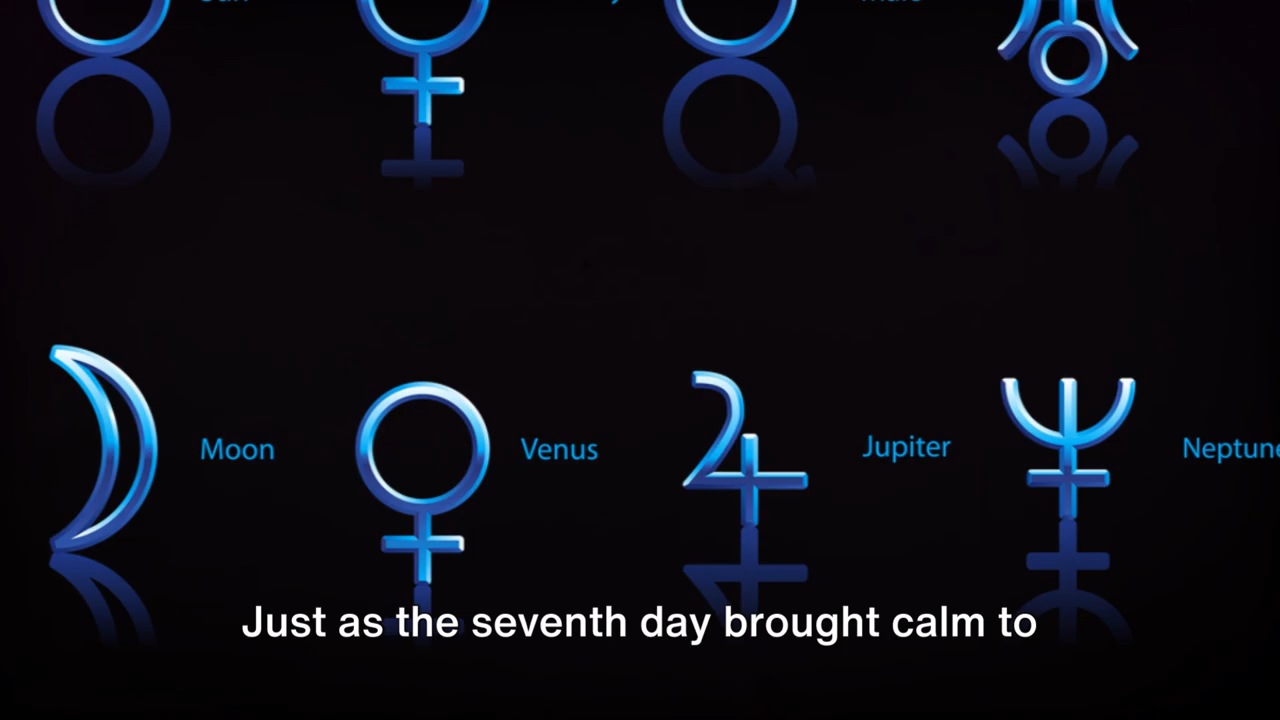 Moon
Venus
Jupiter
Neptune
Just as the seventh day brought calm to